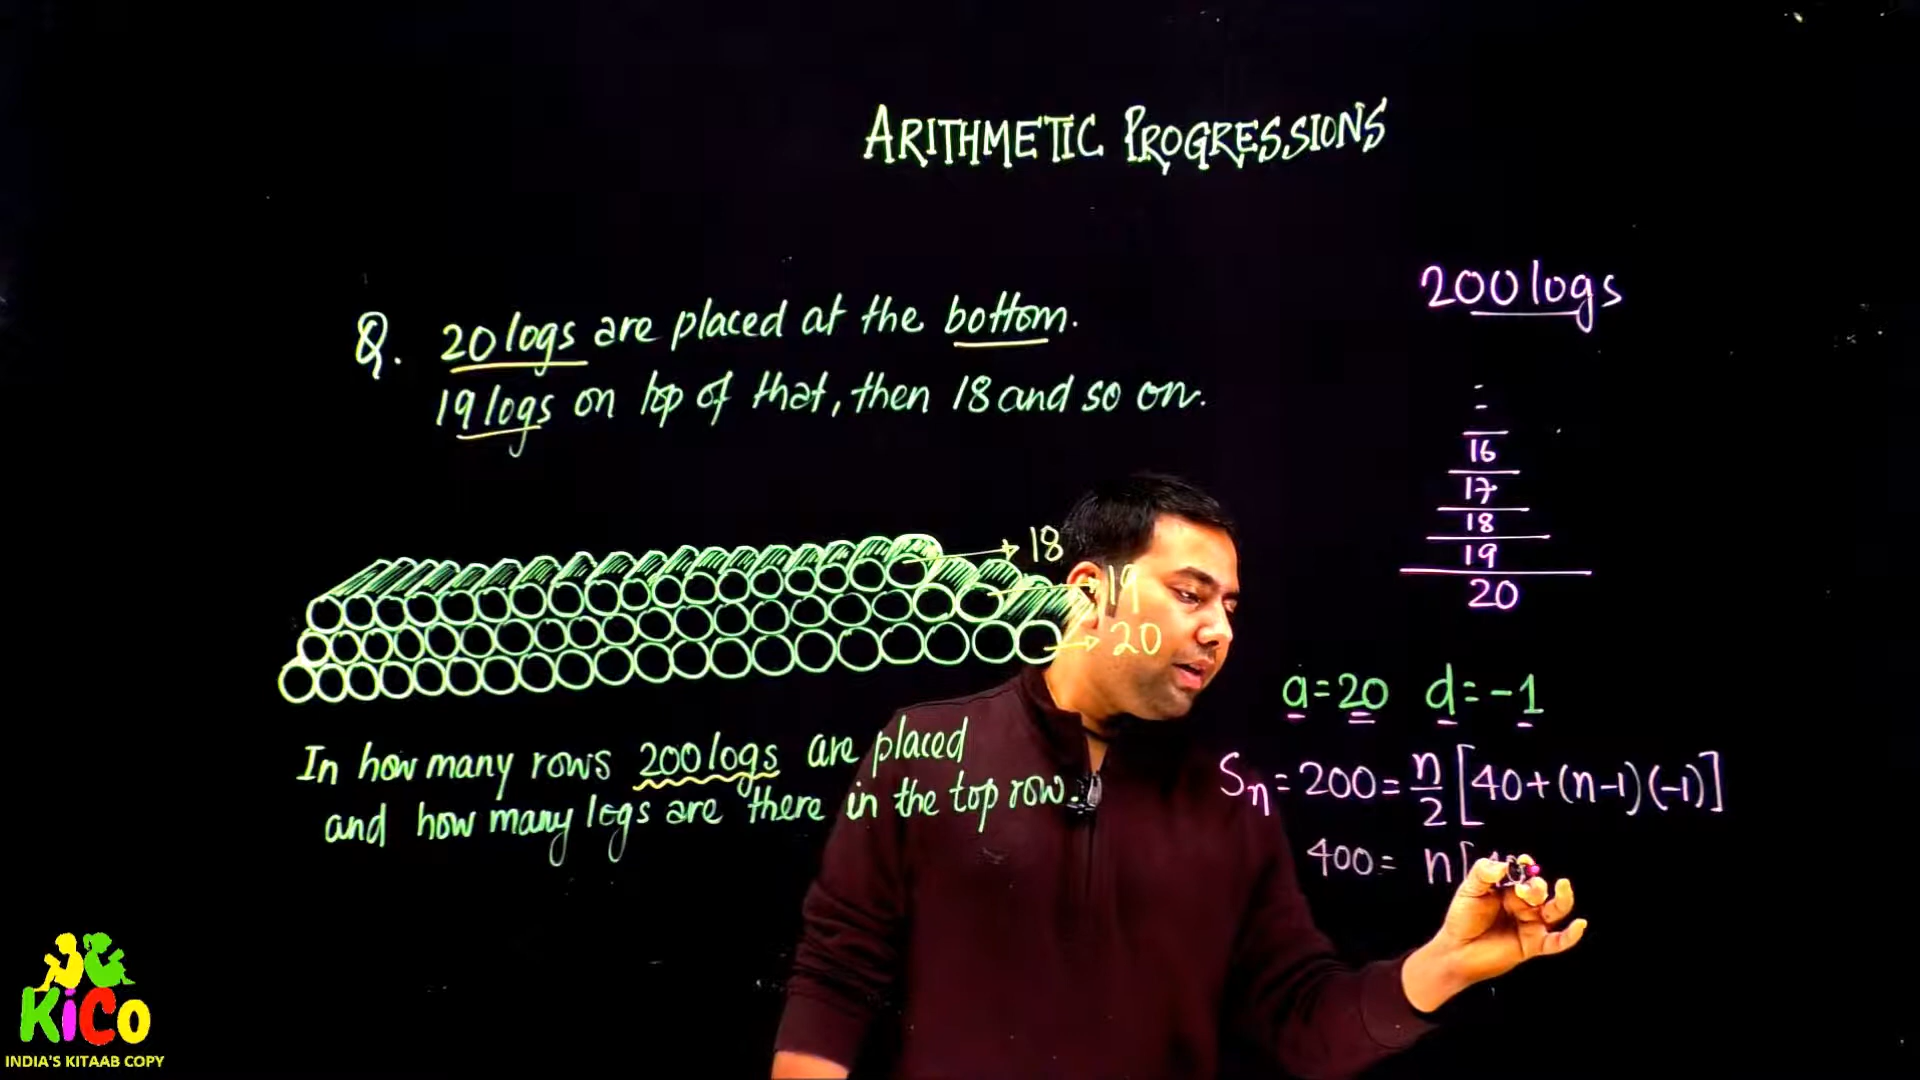 ARITHMETIC PROGRESSIONS
200 logs
Q. 20 logs are placed at the bottom.
19 logs on top of that, then 18 and so on.
16
17
18
19
20
18
19
20
a=20 d=-1
In how many rows 200 logs are placed
and how many logs are there in the top row.
Sn=200=n/2[40+(n-1)(-1)]
400= n[40
KiCo
INDIA'S KITAAB COPY